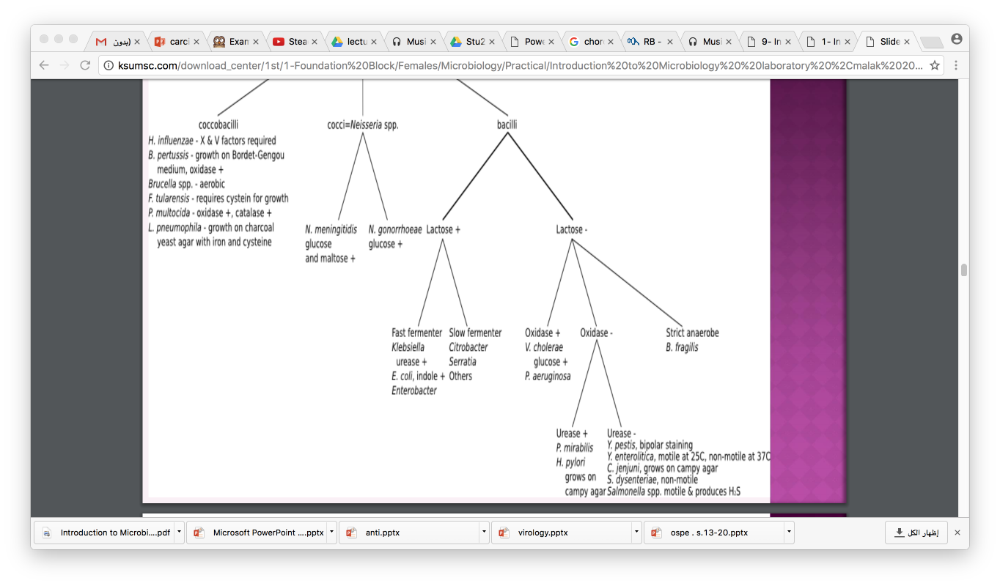 (بدون
carci
Exam
Stea
lectu
Musi
Stu2
Powe
chor
RB -
Musi
9- In
1- In
Slide
ksumsc.com/download_center/1st/1-Foundation%20Block/Females/Microbiology/Practical/Introduction%20to%20Microbiology%20%20laboratory%20%2Cmalak%2020...
coccobacilli
H. influenzae - X & V factors required
B. pertussis - growth on Bordet-Gengou
medium, oxidase +
Brucella spp. - aerobic
F. tularensis - requires cystein for growth
P. multocida - oxidase +, catalase +
L. pneumophila - growth on charcoal
yeast agar with iron and cysteine
cocci=Neisseria spp.
N. meningitidis
glucose
and maltose +
N. gonorrhoeae
glucose +
bacilli
Lactose +
Fast fermenter
Klebsiella
urease +
E. coli, indole +
Enterobacter
Slow fermenter
Citrobacter
Serratia
Others
Lactose -
Oxidase +
V. cholerae
glucose +
P. aeruginosa
Oxidase -
Urease +
P. mirabilis
H. pylori
grows on
campy agar
Urease -
Y. pestis, bipolar staining
Y. enterolitica, motile at 25C, non-motile at 37C
C. jenjuni, grows on campy agar
S. dysenteriae, non-motile
Salmonella spp. motile & produces H₂S
Strict anaerobe
B. fragilis
Introduction to Microbi....pdf
Microsoft PowerPoint ....pptx
anti.pptx
virology.pptx
ospe . s.13-20.pptx
إظهار الكل